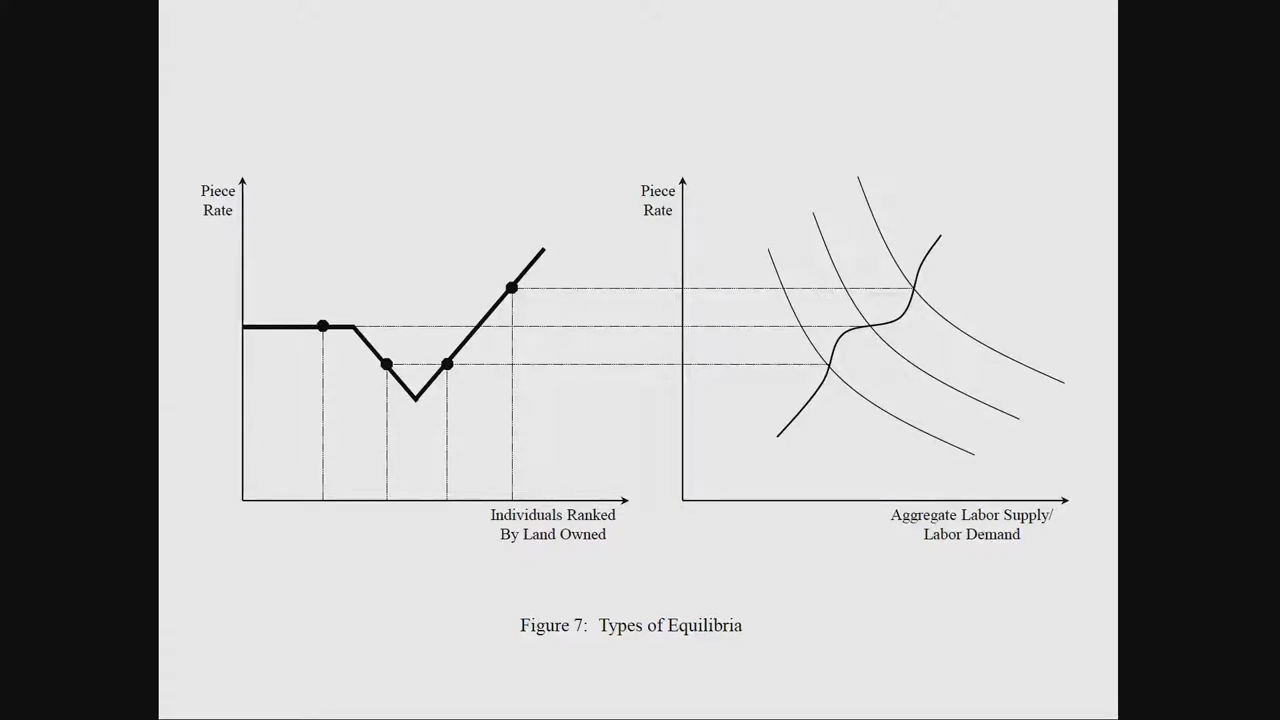 Piece
Rate
Individuals Ranked
By Land Owned
Piece
Rate
Aggregate Labor Supply/
Labor Demand
Figure 7: Types of Equilibria